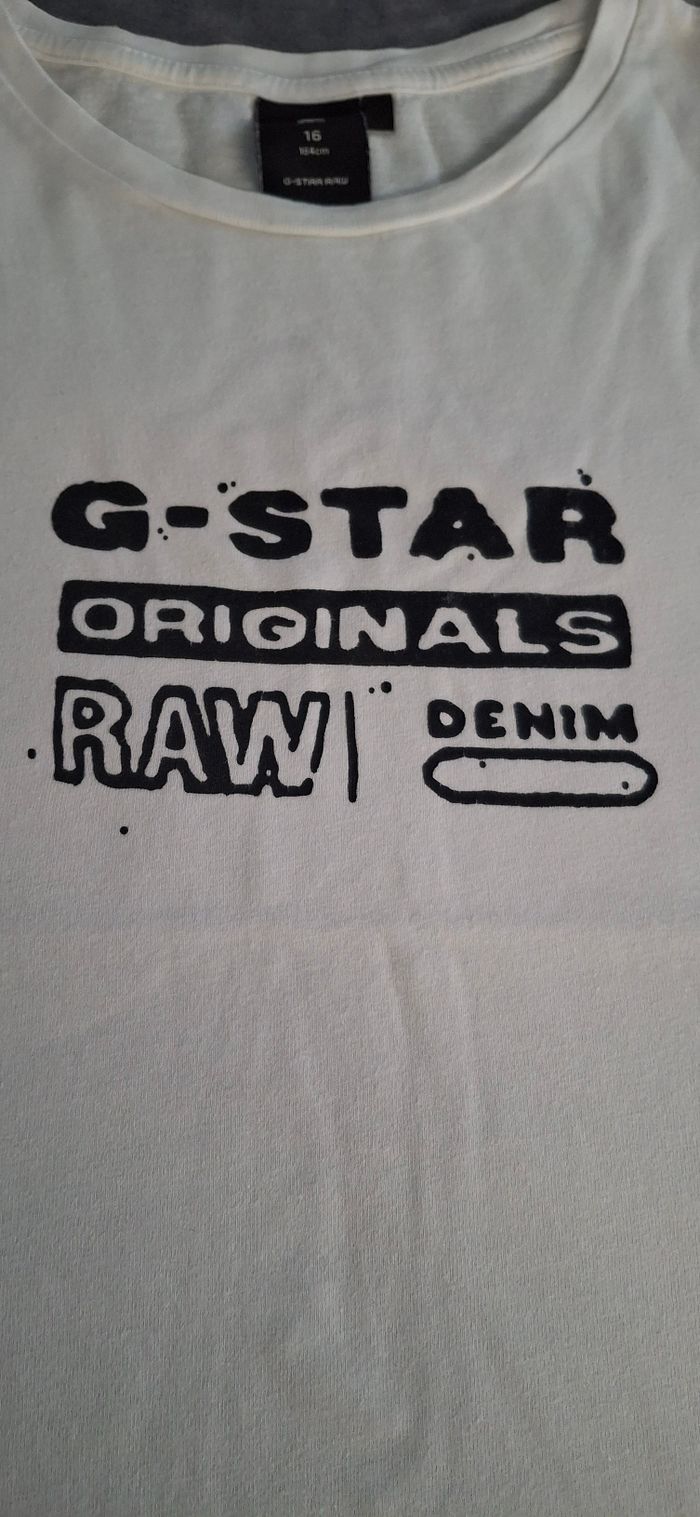 16
164cm
G-STAR RAW
G-STAR
ORIGINALS
RAW | DENIM